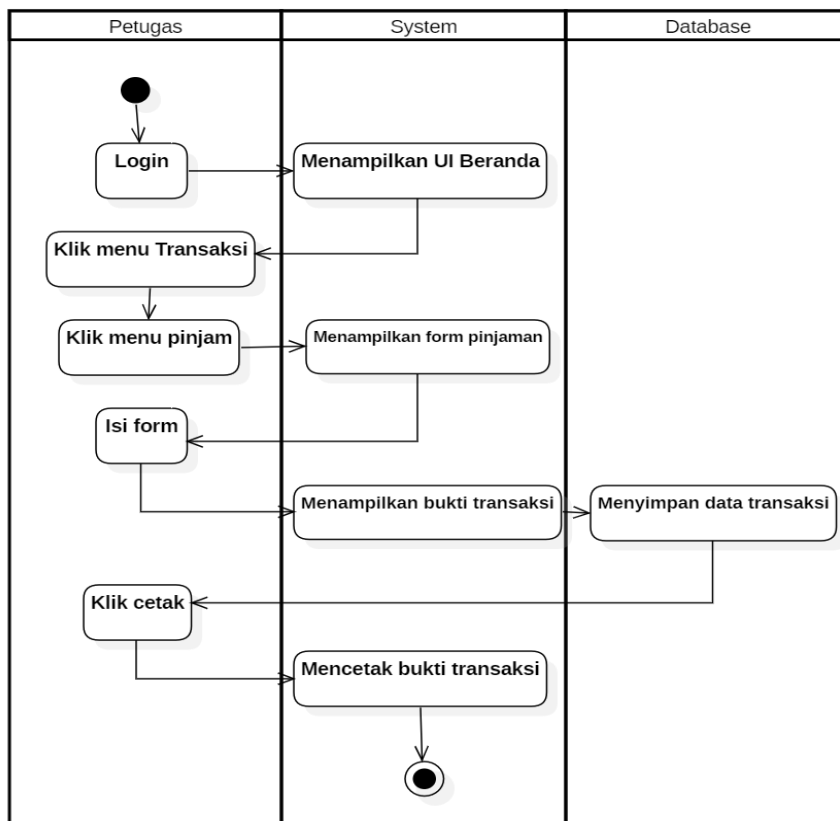 Petugas
System
Database
Login
Menampilkan UI Beranda
Klik menu Transaksi
Klik menu pinjam
Menampilkan form pinjaman
Isi form
Menampilkan bukti transaksi
Menyimpan data transaksi
Klik cetak
Mencetak bukti transaksi